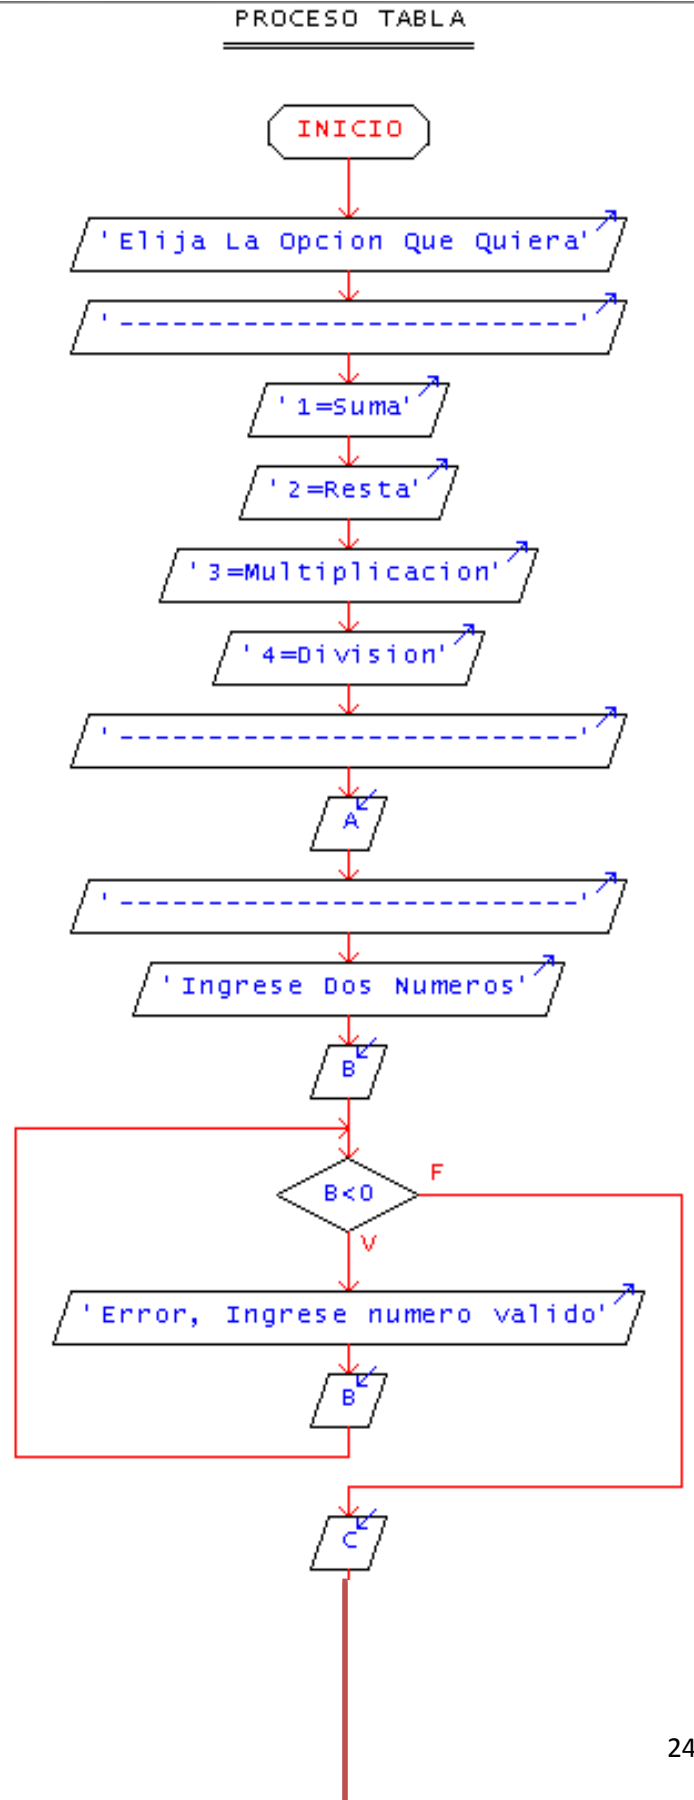 PROCESO TABLA
INICIO
'Elija La Opcion Que Quiera'
'--------------------------'
'1=Suma'
'2=Resta'
'3=Multiplicacion'
'4=Division'
'--------------------------'
A
'--------------------------'
'Ingrese Dos Numeros'
B
F
B<0
V
'Error, Ingrese numero valido'
B
C
24